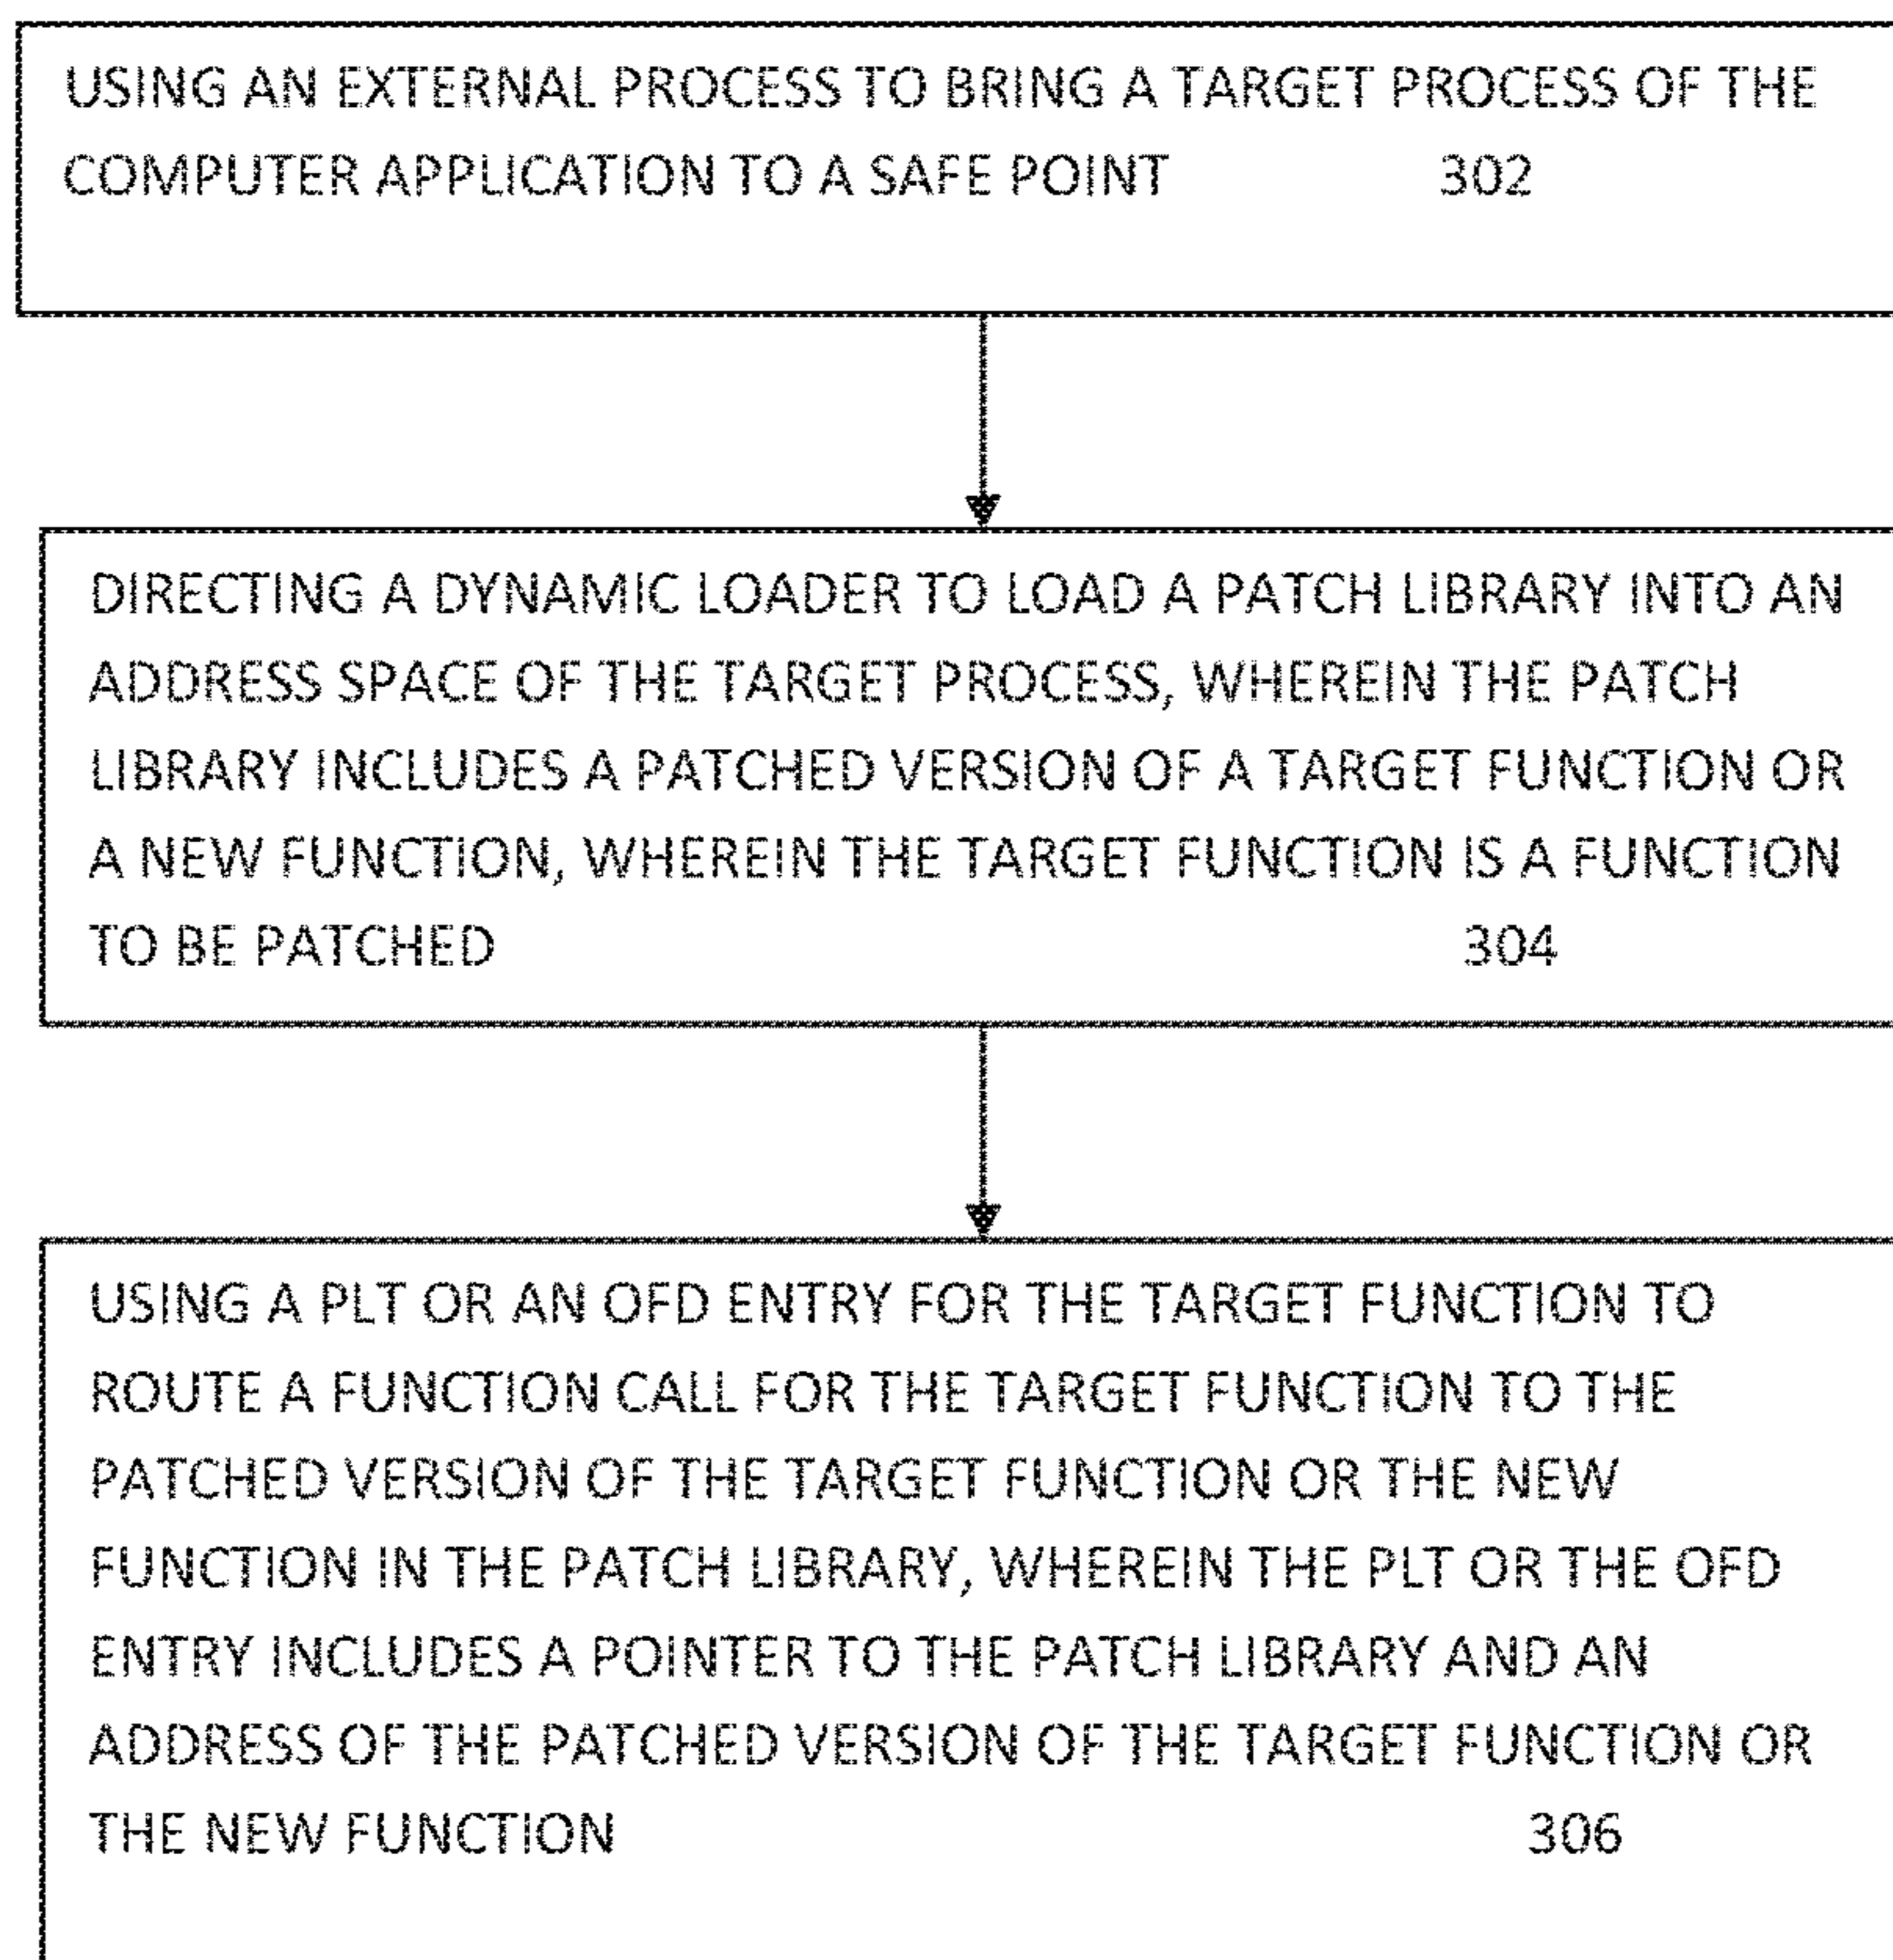 USING AN EXTERNAL PROCESS TO BRING A TARGET PROCESS OF THE
COMPUTER APPLICATION TO A SAFE POINT 302
DIRECTING A DYNAMIC LOADER TO LOAD A PATCH LIBRARY INTO AN
ADDRESS SPACE OF THE TARGET PROCESS, WHEREIN THE PATCH
LIBRARY INCLUDES A PATCHED VERSION OF A TARGET FUNCTION OR
A NEW FUNCTION, WHEREIN THE TARGET FUNCTION IS A FUNCTION
TO BE PATCHED 304
USING A PLT OR AN OFD ENTRY FOR THE TARGET FUNCTION TO
ROUTE A FUNCTION CALL FOR THE TARGET FUNCTION TO THE
PATCHED VERSION OF THE TARGET FUNCTION OR THE NEW
FUNCTION IN THE PATCH LIBRARY, WHEREIN THE PLT OR THE OFD
ENTRY INCLUDES A POINTER TO THE PATCH LIBRARY AND AN
ADDRESS OF THE PATCHED VERSION OF THE TARGET FUNCTION OR
THE NEW FUNCTION 306